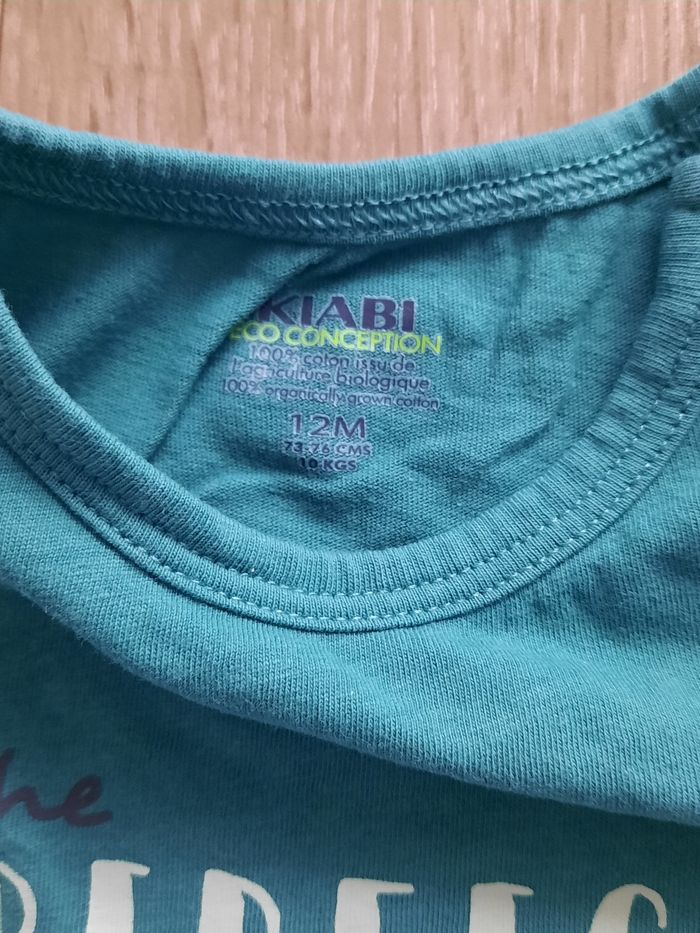 KIABI
ECO CONCEPTION
100% coton issu de
l'agriculture biologique
100% organically grown cotton
12M
73-76 CMS
10 KGS
the